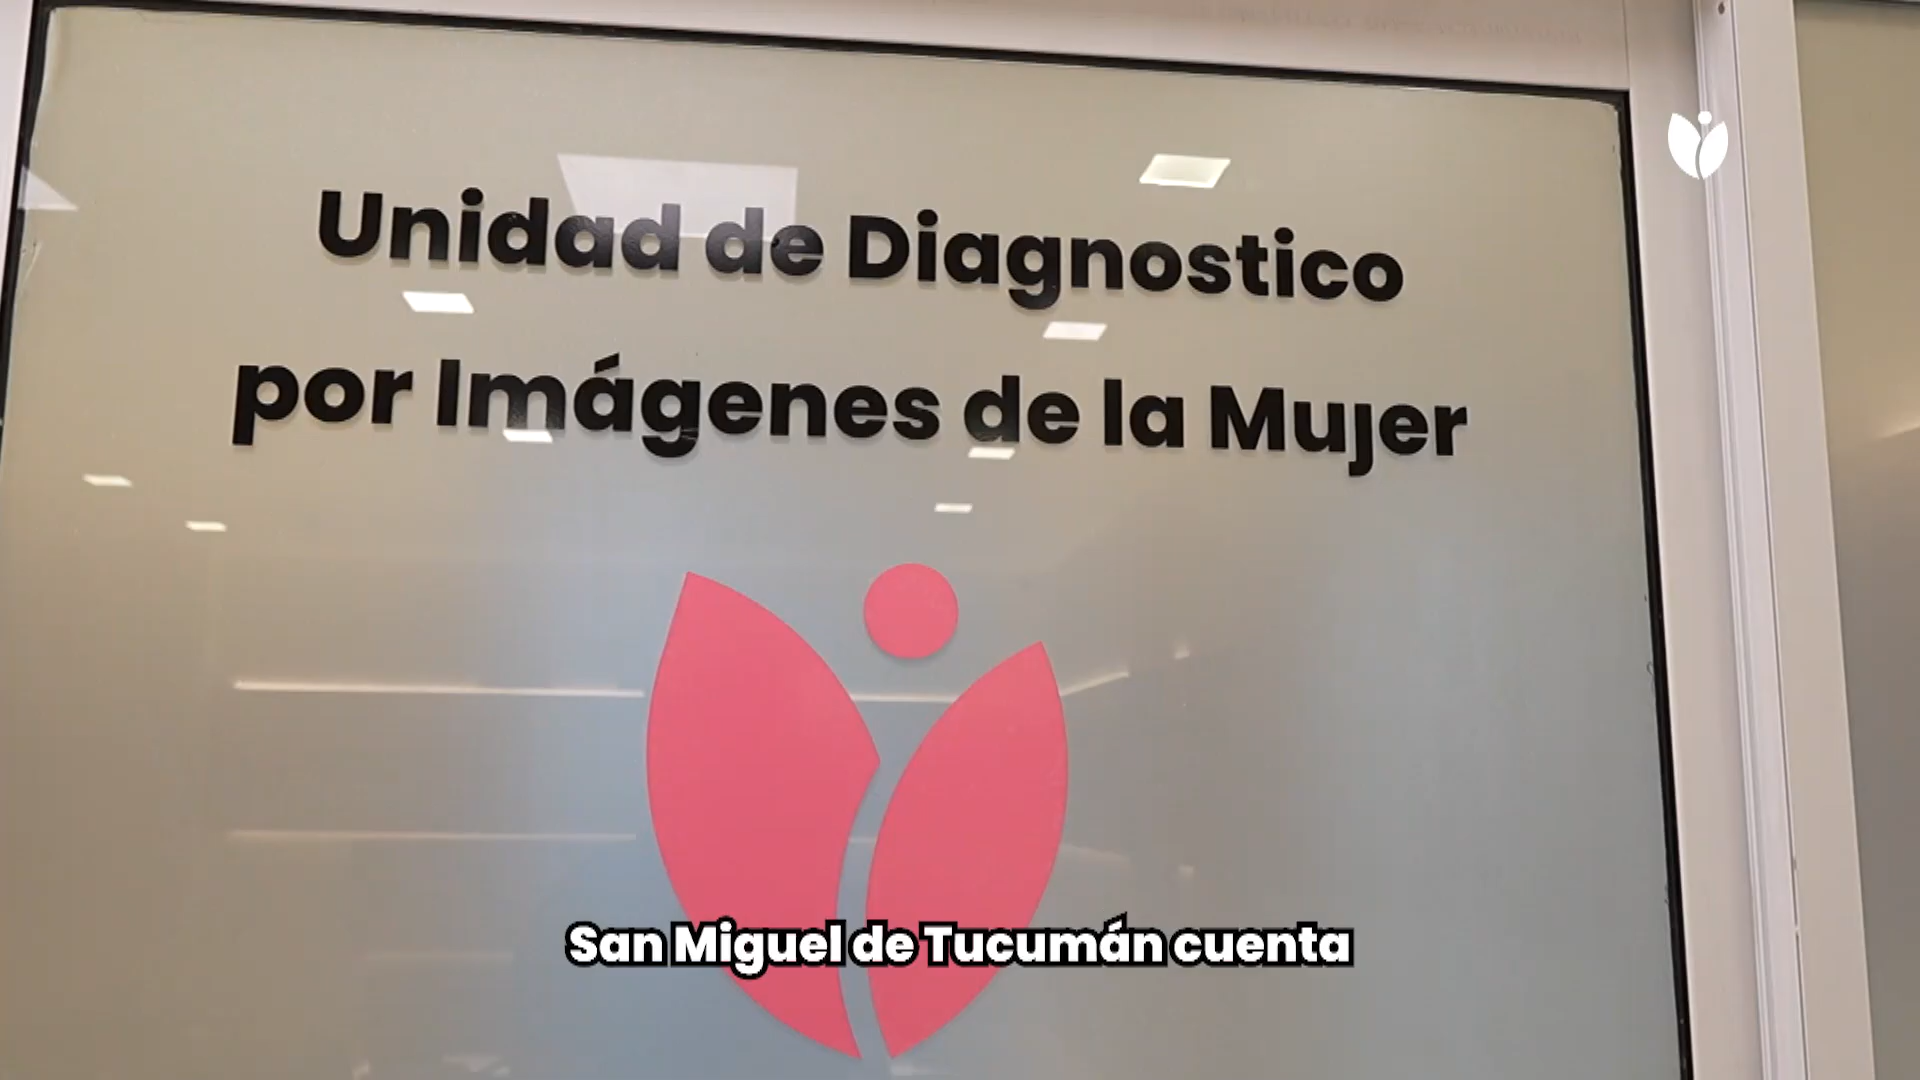 Unidad de Diagnostico
por Imágenes de la Mujer
San Miguel de Tucumán cuenta